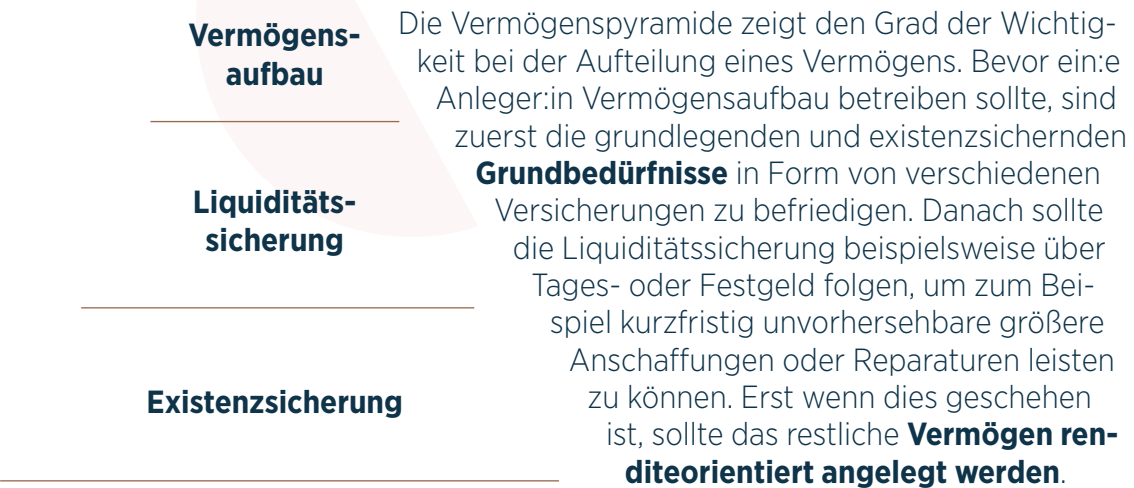 Vermögens-
aufbau
Liquiditäts-
sicherung
Existenzsicherung
Die Vermögenspyramide zeigt den Grad der Wichtig-
keit bei der Aufteilung eines Vermögens. Bevor ein:e
Anleger:in Vermögensaufbau betreiben sollte, sind
zuerst die grundlegenden und existenzsichernden
Grundbedürfnisse in Form von verschiedenen
Versicherungen zu befriedigen. Danach sollte
die Liquiditätssicherung beispielsweise über
Tages- oder Festgeld folgen, um zum Bei-
spiel kurzfristig unvorhersehbare größere
Anschaffungen oder Reparaturen leisten
zu können. Erst wenn dies geschehen
ist, sollte das restliche Vermögen ren-
diteorientiert angelegt werden.